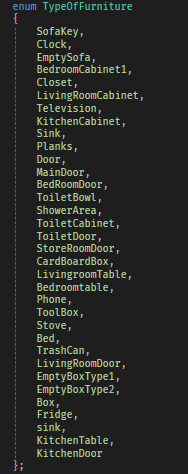 enum TypeOfFurniture
{
SofaKey,
Clock,
EmptySofa,
BedroomCabinet1,
Closet,
LivingRoomCabinet,
Television,
KitchenCabinet,
Sink,
Planks,
Door,
MainDoor,
BedRoomDoor,
ToiletBowl,
ShowerArea,
ToiletCabinet,
ToiletDoor,
StoreRoomDoor,
CardBoardBox,
LivingroomTable,
Bedroomtable,
Phone,
ToolBox,
Stove,
Bed,
TrashCan,
LivingRoomDoor,
EmptyBoxType1,
EmptyBoxType2,
Box,
Fridge,
sink,
KitchenTable,
KitchenDoor
};